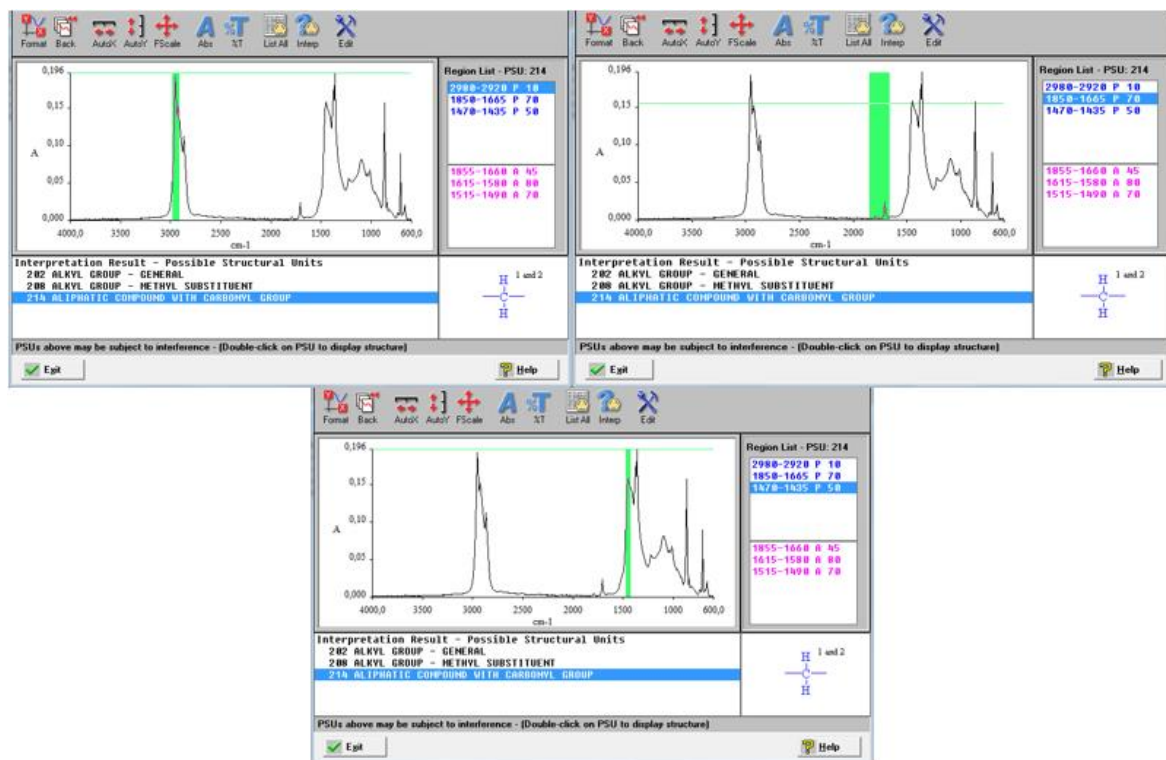 Format Back AutoX AutoY FScale Abs %T List All Interp Edit
0,196
0,15
A 0,10
0,05
0,000
4000,0 3000 2000 1500 1000 600,0
cm-1
Region List - PSU: 214
2980-2920 P 10
1850-1665 P 70
1470-1435 P 50
1855-1660 A 45
1615-1580 A 80
1515-1490 A 70
Interpretation Result - Possible Structural Units
202 ALKYL GROUP - GENERAL
208 ALKYL GROUP - METHYL SUBSTITUENT
214 ALIPHATIC COMPOUND WITH CARBONYL GROUP
H 1 and 2
C
H
PSUs above may be subject to interference - (Double-click on PSU to display structure)
Exit Help
Format Back AutoX AutoY FScale Abs %T List All Interp Edit
0,196
0,15
A 0,10
0,05
0,000
4000,0 3000 2000 1500 1000 600,0
cm-1
Region List - PSU: 214
2980-2920 P 10
1850-1665 P 70
1470-1435 P 50
1855-1660 A 45
1615-1580 A 80
1515-1490 A 70
Interpretation Result - Possible Structural Units
202 ALKYL GROUP - GENERAL
208 ALKYL GROUP - METHYL SUBSTITUENT
214 ALIPHATIC COMPOUND WITH CARBONYL GROUP
H 1 and 2
C
H
PSUs above may be subject to interference - (Double-click on PSU to display structure)
Exit Help
Format Back AutoX AutoY FScale Abs %T List All Interp Edit
0,196
0,15
A 0,10
0,05
0,000
4000,0 3000 2000 1500 1000 600,0
cm-1
Region List - PSU: 214
2980-2920 P 10
1850-1665 P 70
1470-1435 P 50
1855-1660 A 45
1615-1580 A 80
1515-1490 A 70
Interpretation Result - Possible Structural Units
202 ALKYL GROUP - GENERAL
208 ALKYL GROUP - METHYL SUBSTITUENT
214 ALIPHATIC COMPOUND WITH CARBONYL GROUP
H 1 and 2
C
H
PSUs above may be subject to interference - (Double-click on PSU to display structure)
Exit Help